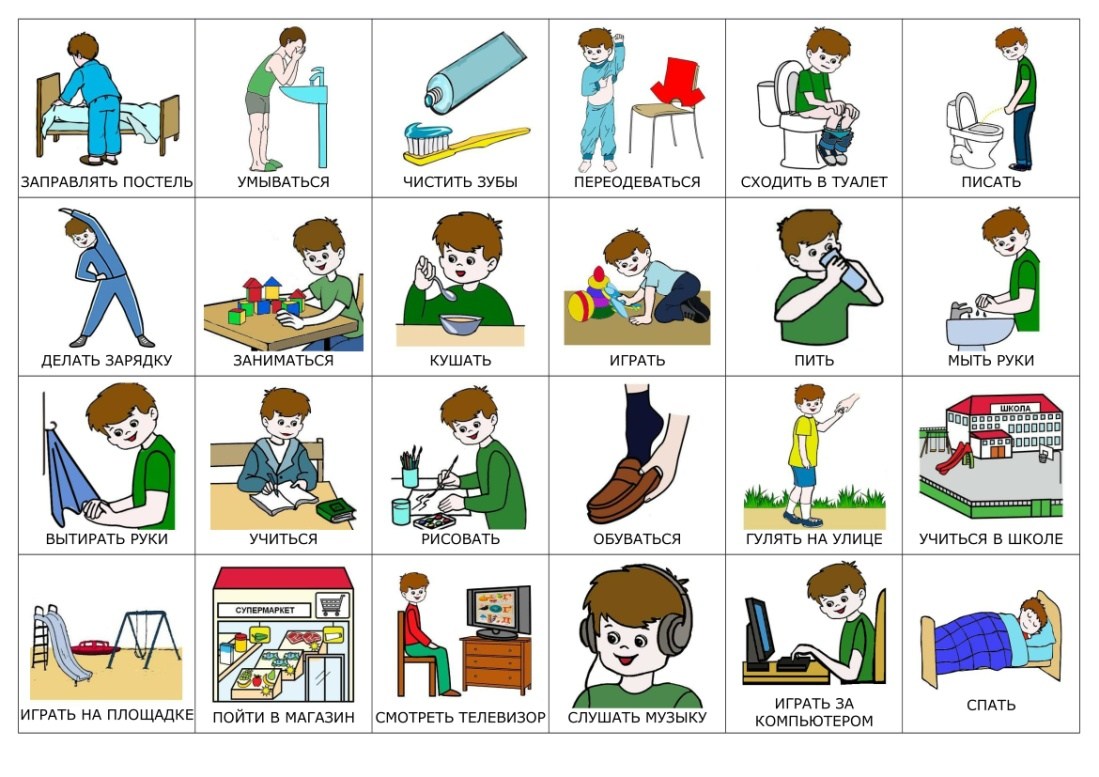 ЗАПРАВЛЯТЬ ПОСТЕЛЬ
УМЫВАТЬСЯ
ЧИСТИТЬ ЗУБЫ
ПЕРЕОДЕВАТЬСЯ
СХОДИТЬ В ТУАЛЕТ
ПИСАТЬ
ДЕЛАТЬ ЗАРЯДКУ
ЗАНИМАТЬСЯ
КУШАТЬ
ИГРАТЬ
ПИТЬ
МЫТЬ РУКИ
ШКОЛА
ВЫТИРАТЬ РУКИ
УЧИТЬСЯ
РИСОВАТЬ
ОБУВАТЬСЯ
ГУЛЯТЬ НА УЛИЦЕ
УЧИТЬСЯ В ШКОЛЕ
СУПЕРМАРКЕТ
ИГРАТЬ НА ПЛОЩАДКЕ
ПОЙТИ В МАГАЗИН
СМОТРЕТЬ ТЕЛЕВИЗОР
СЛУШАТЬ МУЗЫКУ
ИГРАТЬ ЗА
КОМПЬЮТЕРОМ
СПАТЬ